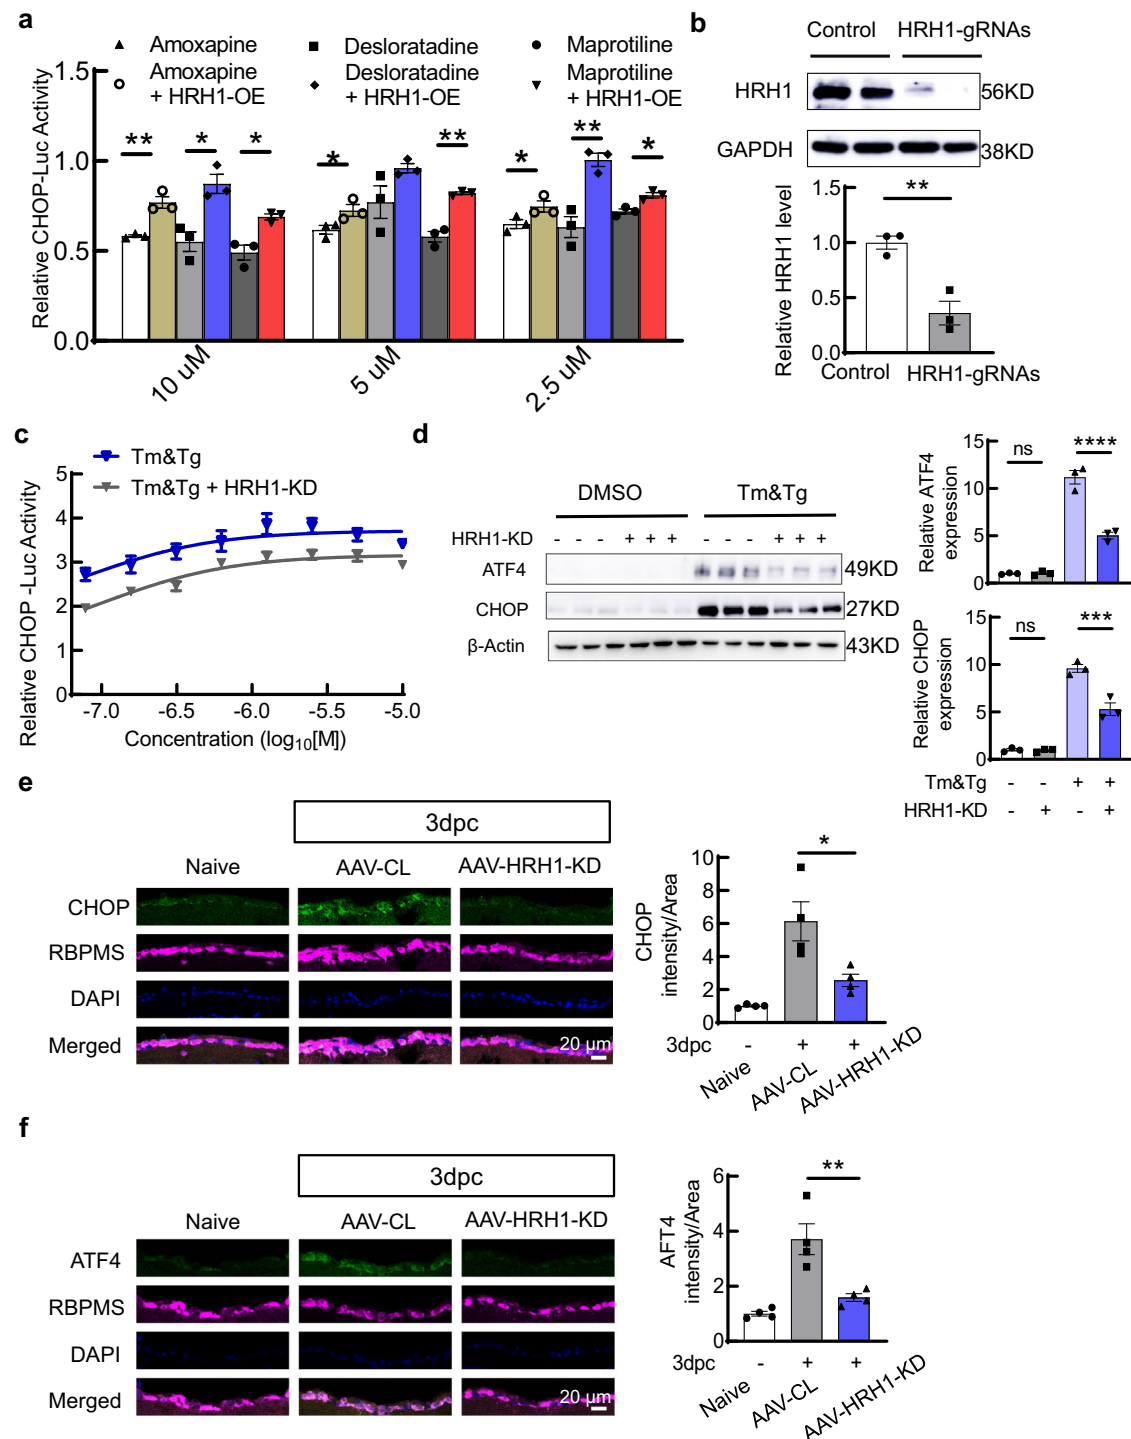 a
Amoxapine
Desloratadine
Maprotiline
Amoxapine + HRH1-OE
Desloratadine + HRH1-OE
Maprotiline + HRH1-OE
Relative CHOP-Luc Activity
1.5
1.0
0.5
0.0
** * * * ** * ** *
10 uM
5 uM
2.5 uM
b
Control HRH1-gRNAs
HRH1 56KD
GAPDH 38KD
Relative HRH1 level
1.5
1.0
0.5
0.0
**
Control HRH1-gRNAs
c
Tm&Tg
Tm&Tg + HRH1-KD
Relative CHOP -Luc Activity
5
4
3
2
1
0
-7.0 -6.5 -6.0 -5.5 -5.0
Concentration (log10[M])
d
DMSO Tm&Tg
HRH1-KD - - - + + + - - - + + +
ATF4 49KD
CHOP 27KD
β-Actin 43KD
Relative ATF4
expression
15
10
5
0
ns ****
Relative CHOP
expression
15
10
5
0
ns ***
Tm&Tg - - + +
HRH1-KD - + - +
e
3dpc
Naive AAV-CL AAV-HRH1-KD
CHOP
RBPMS
DAPI
Merged
20 µm
CHOP
intensity/Area
10
8
6
4
2
0
*
3dpc - + +
Naive AAV-CL AAV-HRH1-KD
f
3dpc
Naive AAV-CL AAV-HRH1-KD
ATF4
RBPMS
DAPI
Merged
20 µm
AFT4
intensity/Area
6
4
2
0
**
3dpc - + +
Naive AAV-CL AAV-HRH1-KD